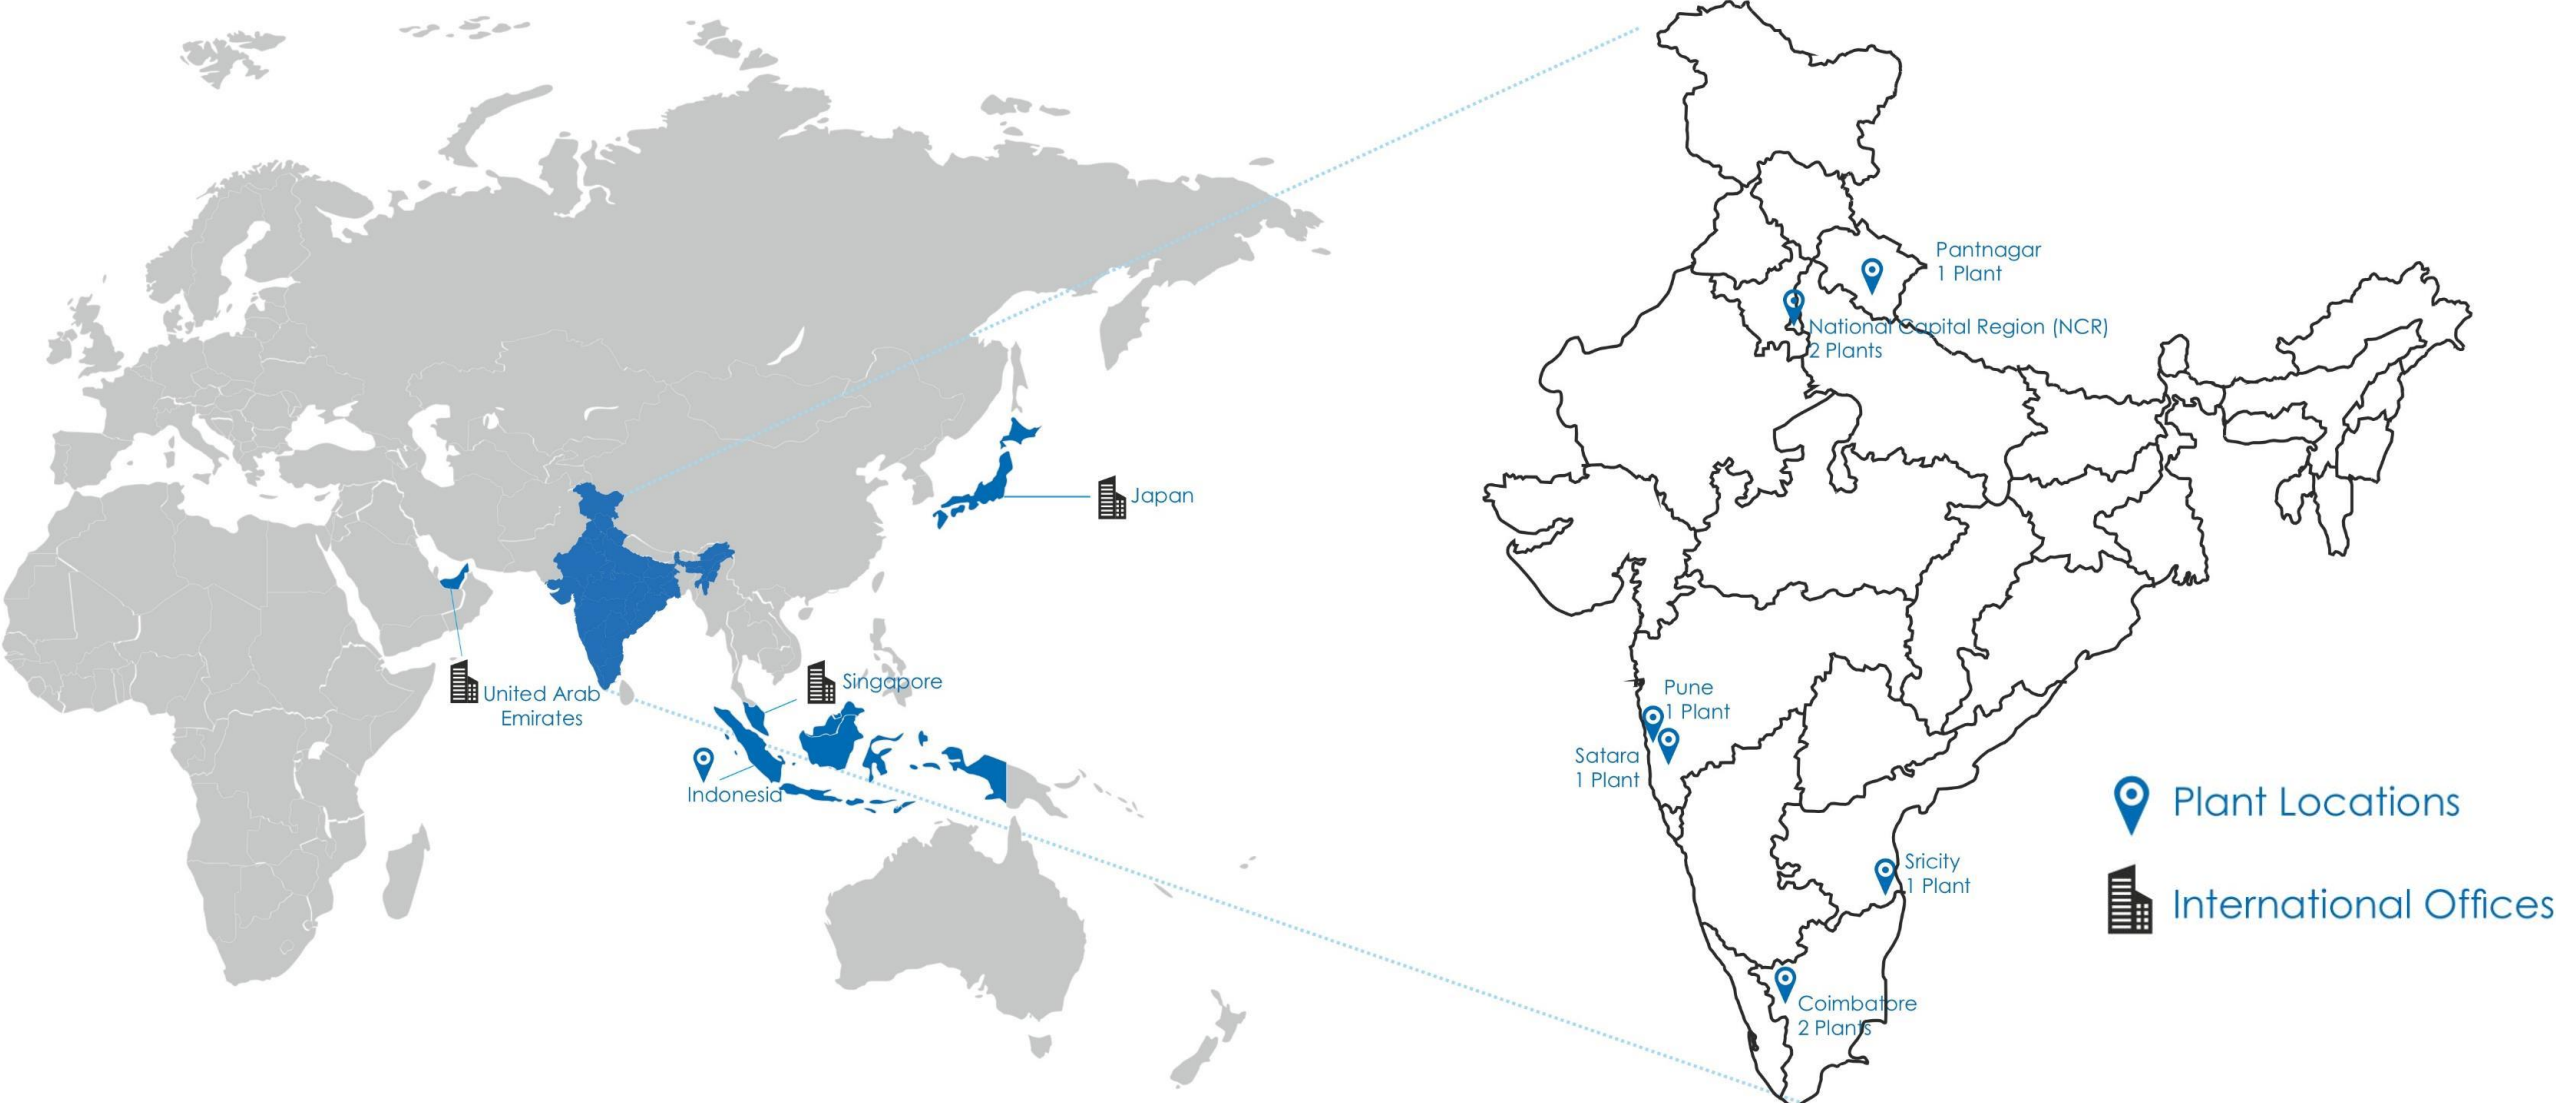 Japan
Singapore
United Arab
Emirates
Indonesia
Pantnagar
1 Plant
National Capital Region (NCR)
2 Plants
Pune
1 Plant
Satara
1 Plant
Sricity
1 Plant
Coimbatore
2 Plants
Plant Locations
International Offices